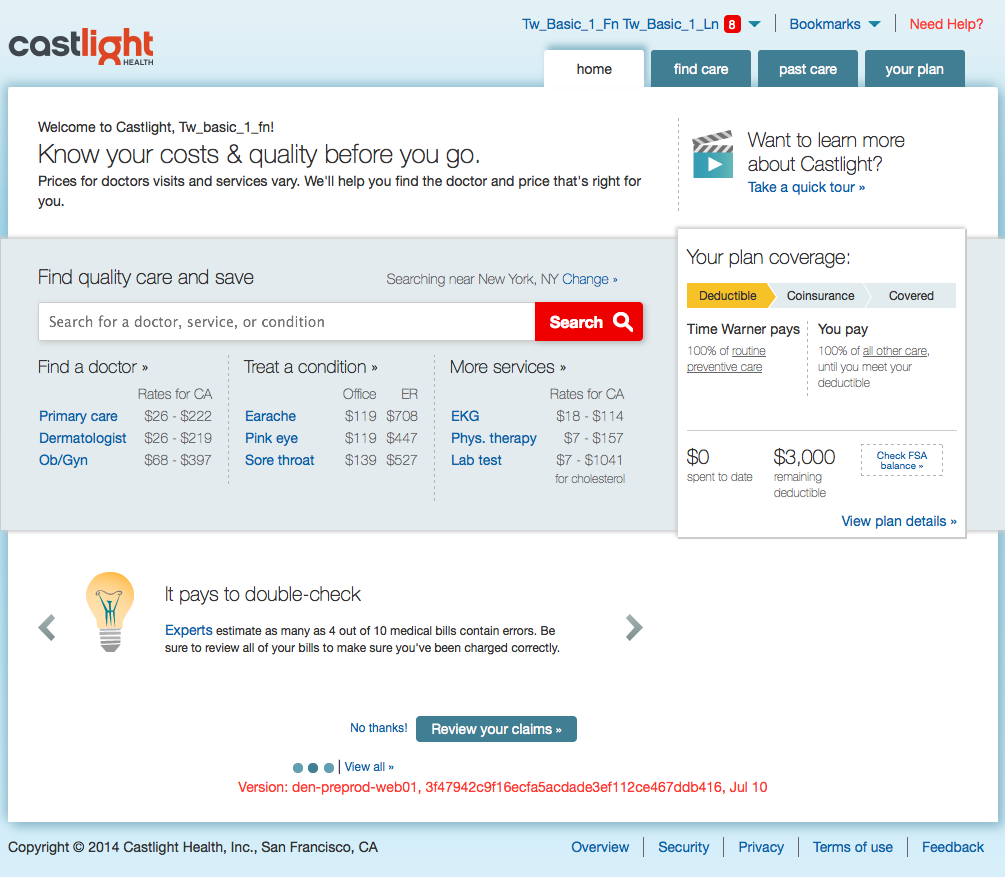 castlight
HEALTH
Tw_Basic_1_Fn Tw_Basic_1_Ln 8
Bookmarks
Need Help?
home
find care
past care
your plan
Welcome to Castlight, Tw_basic_1_fn!
Know your costs & quality before you go.
Prices for doctors visits and services vary. We'll help you find the doctor and price that's right for
you.
Want to learn more
about Castlight?
Take a quick tour »
Find quality care and save
Searching near New York, NY Change »
Search for a doctor, service, or condition
Search
Find a doctor »
Rates for CA
Primary care $26 - $222
Dermatologist $26 - $219
Ob/Gyn $68 - $397
Treat a condition »
Office ER
Earache $119 $708
Pink eye $119 $447
Sore throat $139 $527
More services »
Rates for CA
EKG $18 - $114
Phys. therapy $7 - $157
Lab test $7 - $1041
for cholesterol
Your plan coverage:
Deductible Coinsurance Covered
Time Warner pays
100% of routine
preventive care
You pay
100% of all other care,
until you meet your
deductible
$0
spent to date
$3,000
remaining
deductible
Check FSA
balance »
View plan details »
It pays to double-check
Experts estimate as many as 4 out of 10 medical bills contain errors. Be
sure to review all of your bills to make sure you've been charged correctly.
No thanks!
Review your claims »
| View all »
Version: den-preprod-web01, 3f47942c9f16ecfa5acdade3ef112ce467ddb416, Jul 10
Copyright © 2014 Castlight Health, Inc., San Francisco, CA
Overview
Security
Privacy
Terms of use
Feedback